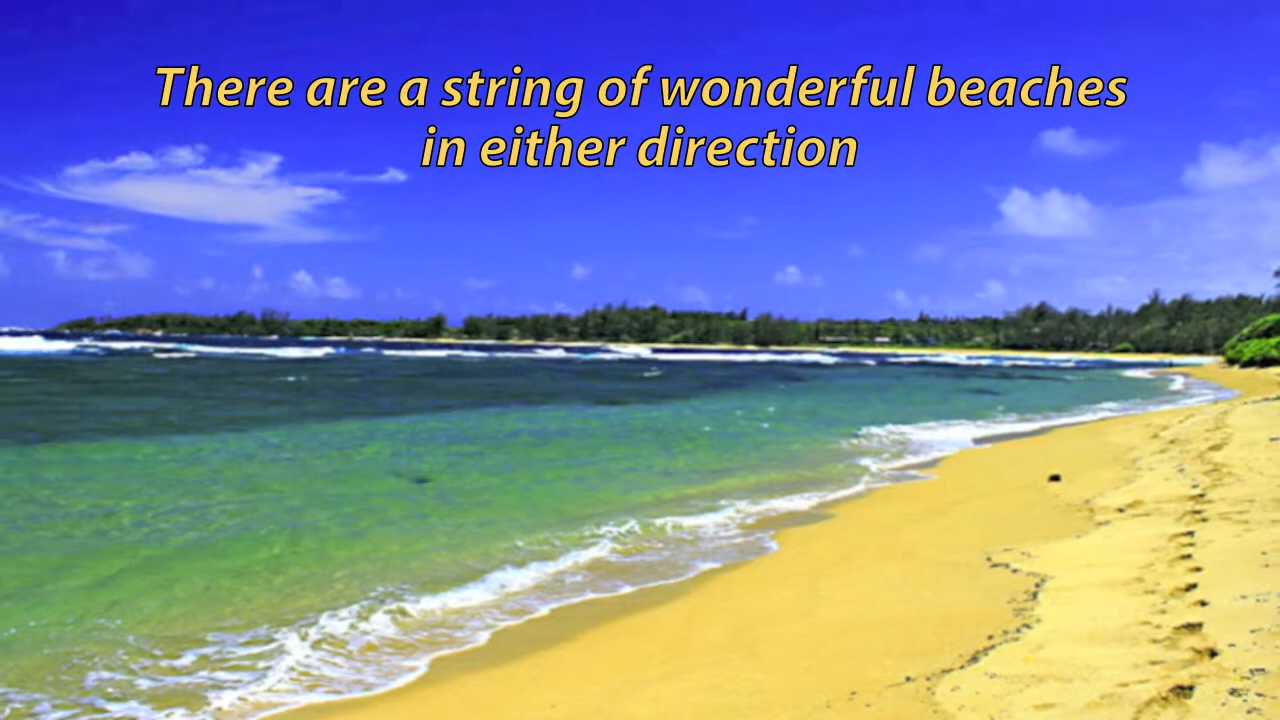 There are a string of wonderful beaches
in either direction